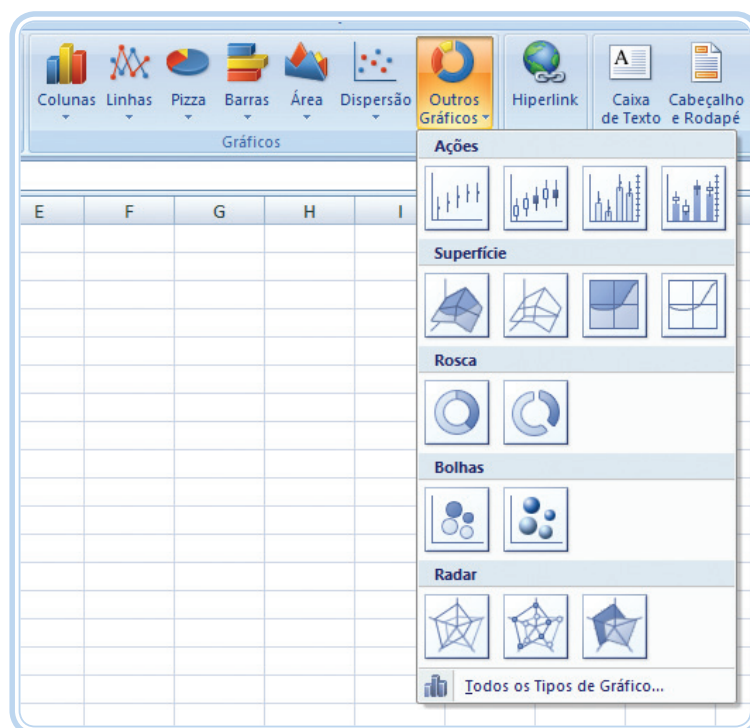 Colunas Linhas Pizza Barras Área Dispersão Outros Gráficos Hiperlink Caixa de Texto Cabeçalho e Rodapé
Gráficos
Ações
E F G H I
Superfície
Rosca
Bolhas
Radar
Todos os Tipos de Gráfico...